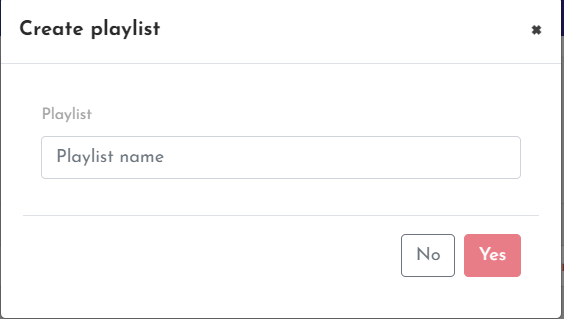 Create playlist
Playlist
Playlist name
No
Yes